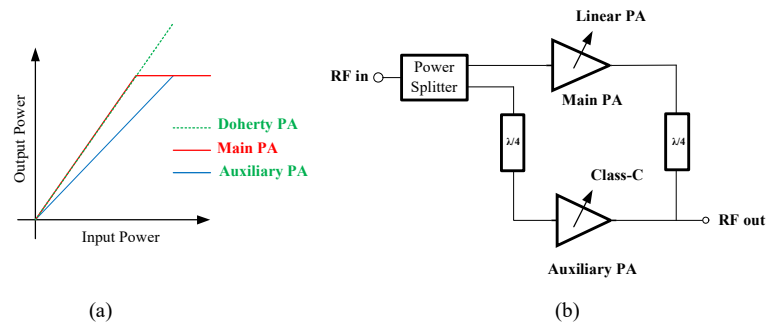 Output Power
Doherty PA
Main PA
Auxiliary PA
Input Power
(a)
Linear PA
RF in
Power
Splitter
Main PA
λ/4
λ/4
Class-C
RF out
Auxiliary PA
(b)